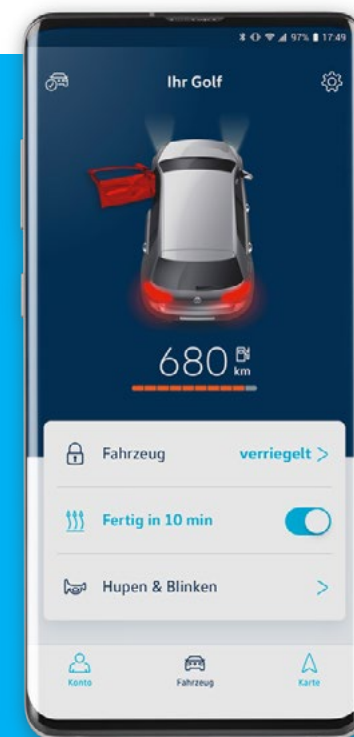 97% 17:49
Ihr Golf
680 km
Fahrzeug verriegelt >
Fertig in 10 min
Hupen & Blinken >
Konto Fahrzeug Karte